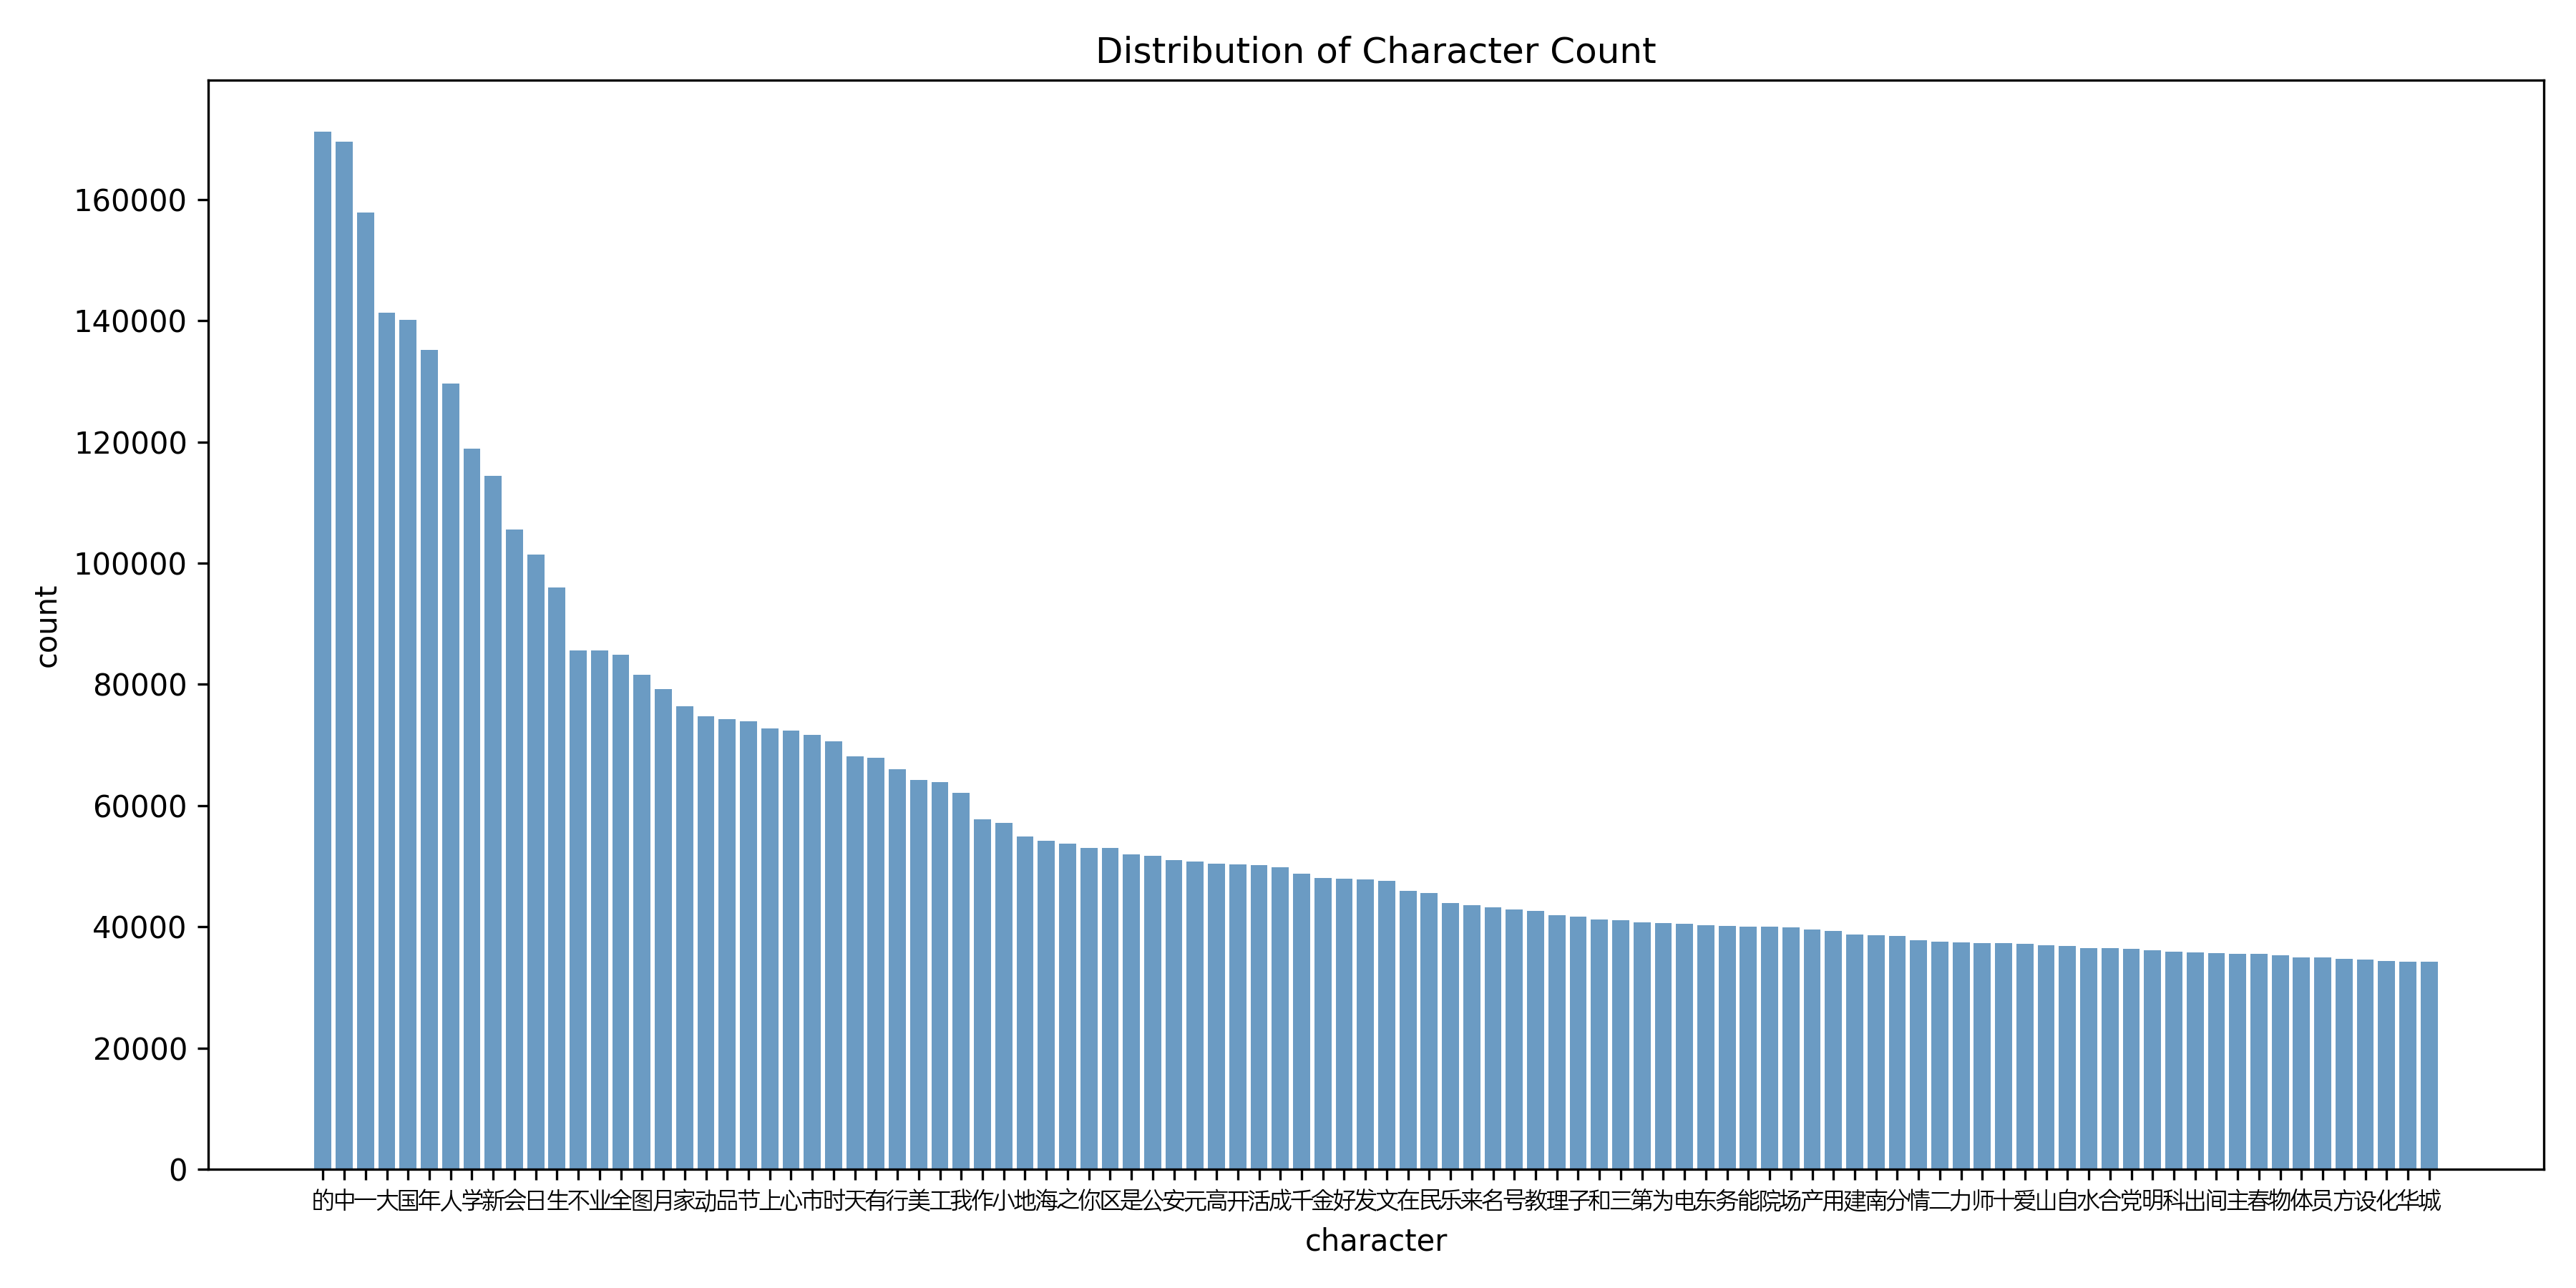 Distribution of Character Count
160000
140000
120000
100000
80000
60000
40000
20000
0
count
的中一大国年人学新会日生不业全图月家动品节上心市时天有行美工我作小地海之你区是公安元高开活成千金好发文在民乐来名号教理子和三第为电东务能院场产用建南分情二力师十爱山自水合党明科出间主春物体员方设化华城
character